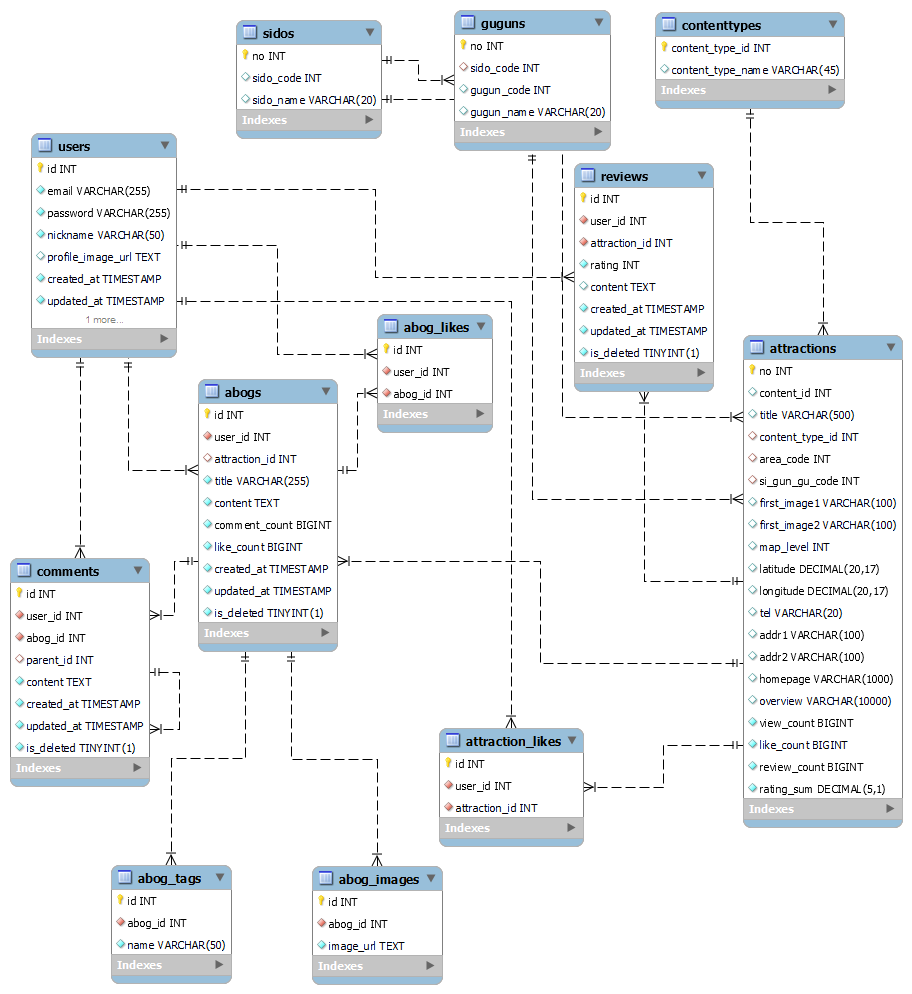 sidos
no INT
sido_code INT
sido_name VARCHAR(20)
Indexes
guguns
no INT
sido_code INT
gugun_code INT
gugun_name VARCHAR(20)
Indexes
contenttypes
content_type_id INT
content_type_name VARCHAR(45)
Indexes
users
id INT
email VARCHAR(255)
password VARCHAR(255)
nickname VARCHAR(50)
profile_image_url TEXT
created_at TIMESTAMP
updated_at TIMESTAMP
1 more...
Indexes
reviews
id INT
user_id INT
attraction_id INT
rating INT
content TEXT
created_at TIMESTAMP
updated_at TIMESTAMP
is_deleted TINYINT(1)
Indexes
abog_likes
id INT
user_id INT
abog_id INT
Indexes
attractions
no INT
content_id INT
title VARCHAR(500)
content_type_id INT
area_code INT
si_gun_gu_code INT
first_image1 VARCHAR(100)
first_image2 VARCHAR(100)
map_level INT
latitude DECIMAL(20,17)
longitude DECIMAL(20,17)
tel VARCHAR(20)
addr1 VARCHAR(100)
addr2 VARCHAR(100)
homepage VARCHAR(1000)
overview VARCHAR(10000)
view_count BIGINT
like_count BIGINT
review_count BIGINT
rating_sum DECIMAL(5,1)
Indexes
abogs
id INT
user_id INT
attraction_id INT
title VARCHAR(255)
content TEXT
comment_count BIGINT
like_count BIGINT
created_at TIMESTAMP
updated_at TIMESTAMP
is_deleted TINYINT(1)
Indexes
comments
id INT
user_id INT
abog_id INT
parent_id INT
content TEXT
created_at TIMESTAMP
updated_at TIMESTAMP
is_deleted TINYINT(1)
Indexes
attraction_likes
id INT
user_id INT
attraction_id INT
Indexes
abog_tags
id INT
abog_id INT
name VARCHAR(50)
Indexes
abog_images
id INT
abog_id INT
image_url TEXT
Indexes